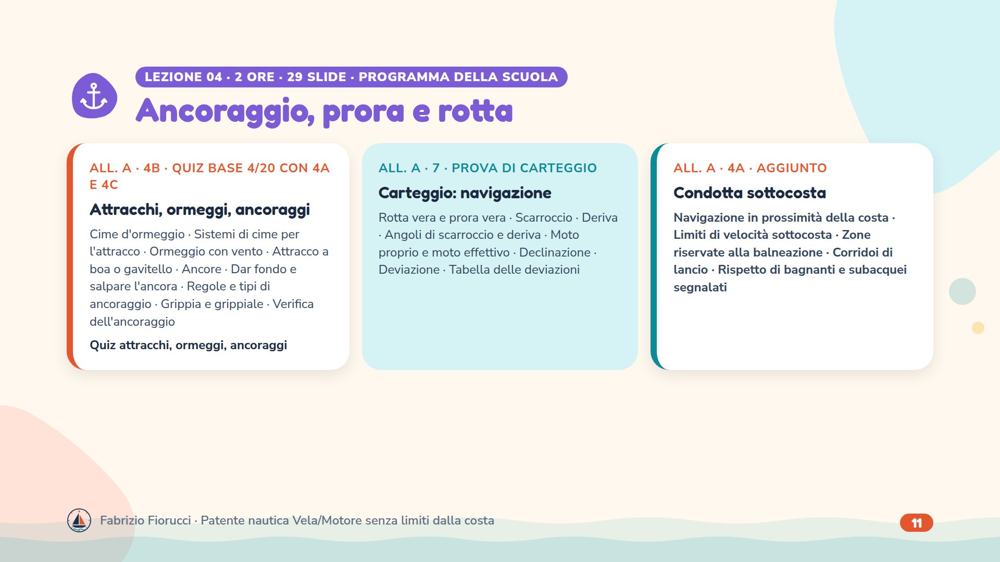 LEZIONE 04 · 2 ORE · 29 SLIDE · PROGRAMMA DELLA SCUOLA
Ancoraggio, prora e rotta
ALL. A · 4B · QUIZ BASE 4/20 CON 4A
E 4C
Attracchi, ormeggi, ancoraggi
Cime d'ormeggio · Sistemi di cime per
l'attracco · Ormeggio con vento · Attracco a
boa o gavitello · Ancore · Dar fondo e
salpare l'ancora · Regole e tipi di
ancoraggio · Grippia e grippiale · Verifica
dell'ancoraggio
Quiz attracchi, ormeggi, ancoraggi
ALL. A · 7 · PROVA DI CARTEGGIO
Carteggio: navigazione
Rotta vera e prora vera · Scarroccio · Deriva
· Angoli di scarroccio e deriva · Moto
proprio e moto effettivo · Declinazione ·
Deviazione · Tabella delle deviazioni
ALL. A · 4A · AGGIUNTO
Condotta sottocosta
Navigazione in prossimità della costa ·
Limiti di velocità sottocosta · Zone
riservate alla balneazione · Corridoi di
lancio · Rispetto di bagnanti e subacquei
segnalati
Fabrizio Fiorucci · Patente nautica Vela/Motore senza limiti dalla costa
11